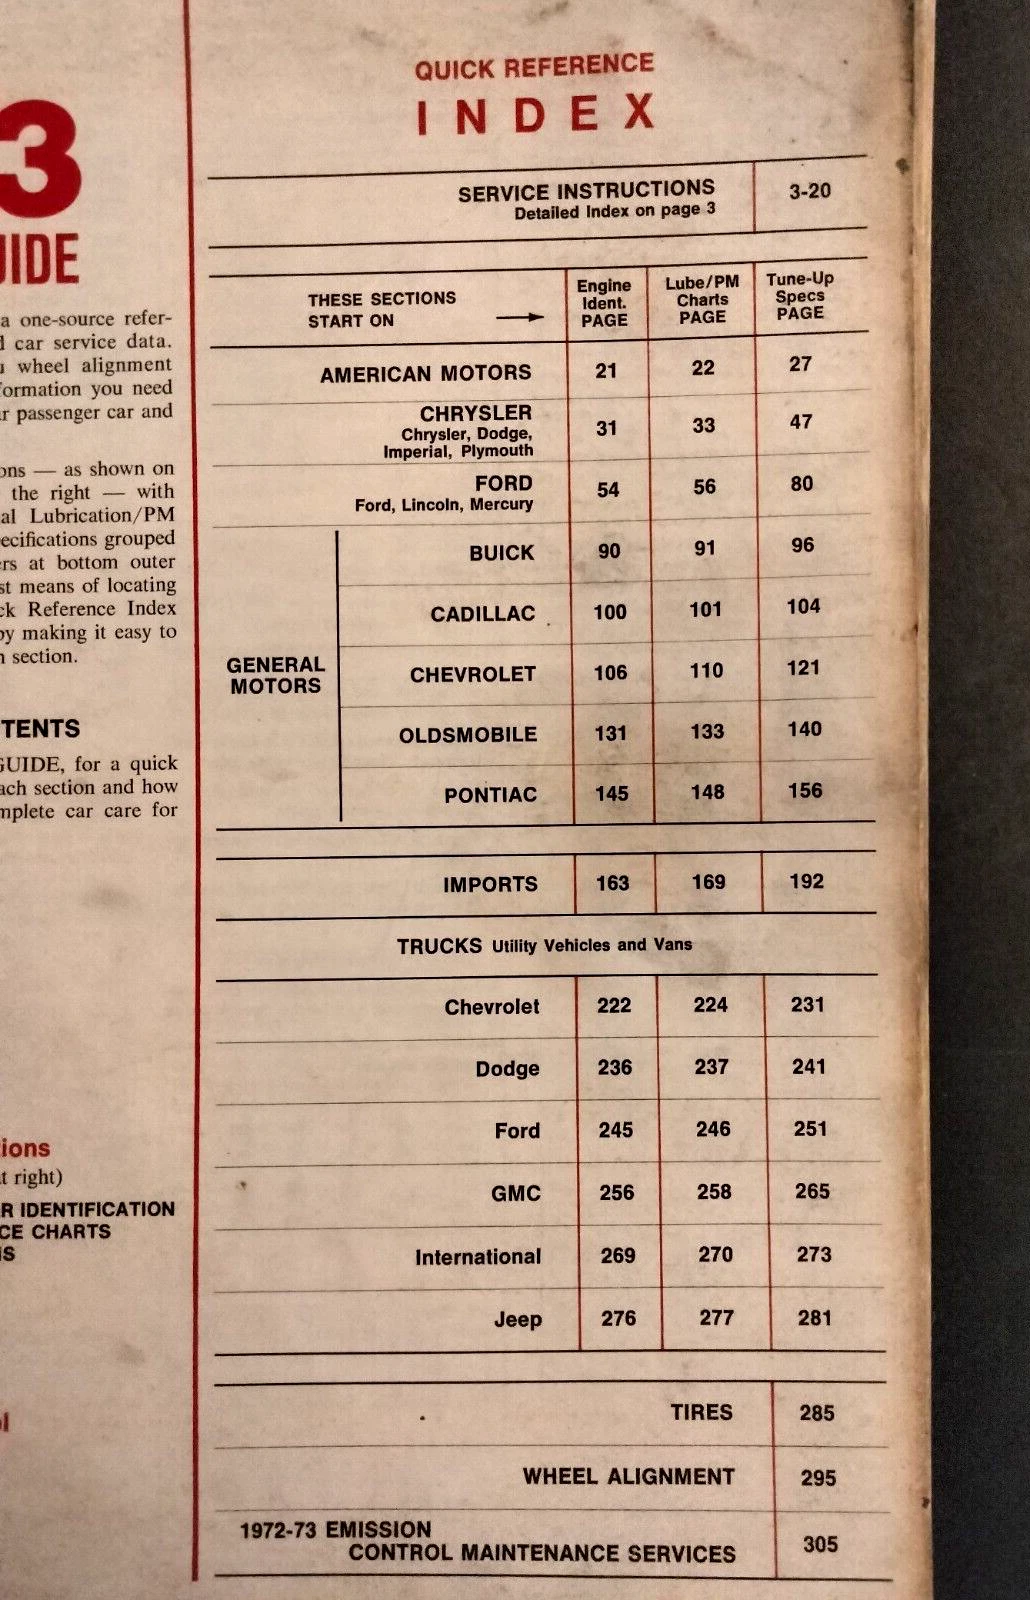 3
GUIDE
a one-source refer-
car service data.
wheel alignment
formation you need
passenger car and
ons — as shown on
the right — with
al Lubrication/PM
ecifications grouped
ers at bottom outer
st means of locating
ck Reference Index
by making it easy to
section.
TENTS
GUIDE, for a quick
ach section and how
mplete car care for
tions
t right)
R IDENTIFICATION
CE CHARTS
QUICK REFERENCE
INDEX
SERVICE INSTRUCTIONS 3-20
Detailed Index on page 3
THESE SECTIONS START ON → Engine Ident. PAGE Lube/PM Charts PAGE Tune-Up Specs PAGE
AMERICAN MOTORS 21 22 27
CHRYSLER 31 33 47
Chrysler, Dodge,
Imperial, Plymouth
FORD 54 56 80
Ford, Lincoln, Mercury
GENERAL MOTORS
BUICK 90 91 96
CADILLAC 100 101 104
CHEVROLET 106 110 121
OLDSMOBILE 131 133 140
PONTIAC 145 148 156
IMPORTS 163 169 192
TRUCKS Utility Vehicles and Vans
Chevrolet 222 224 231
Dodge 236 237 241
Ford 245 246 251
GMC 256 258 265
International 269 270 273
Jeep 276 277 281
TIRES 285
WHEEL ALIGNMENT 295
1972-73 EMISSION
CONTROL MAINTENANCE SERVICES 305